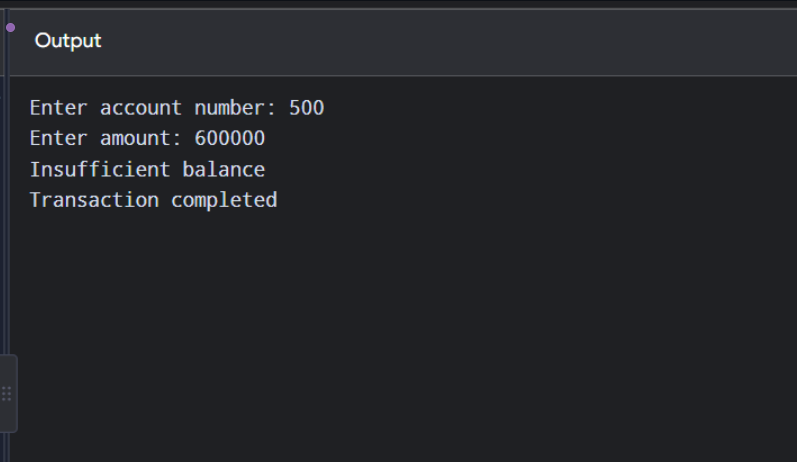 Output
Enter account number: 500
Enter amount: 600000
Insufficient balance
Transaction completed